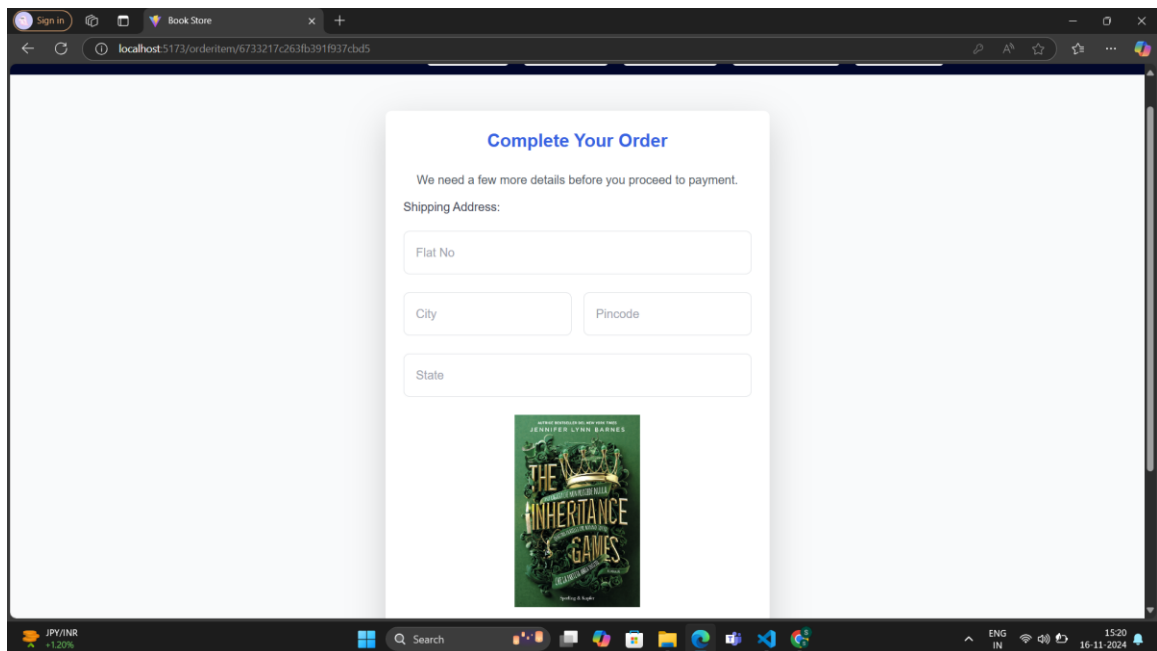 Sign in
Book Store
localhost:5173/orderitem/6733217c263fb391f937cbd5
Complete Your Order
We need a few more details before you proceed to payment.
Shipping Address:
Flat No
City Pincode
State
JENNIFER LYNN BARNES
THE
INHERITANCE
GAMES
Sperling & Kupfer
JPY/INR
+1.20%
Search
ENG
IN
15:20
16-11-2024